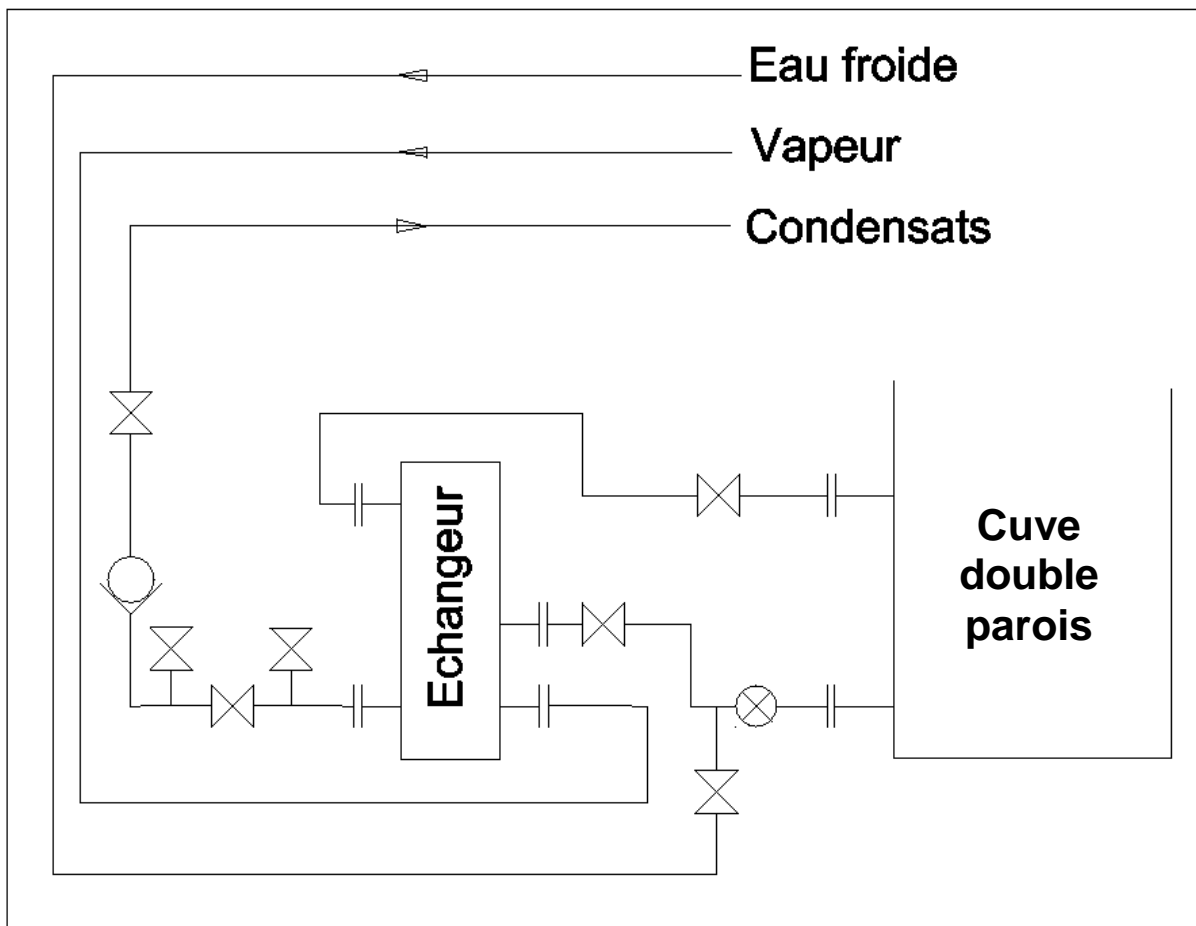 Eau froide
Vapeur
Condensats
Echangeur
Cuve
double
parois